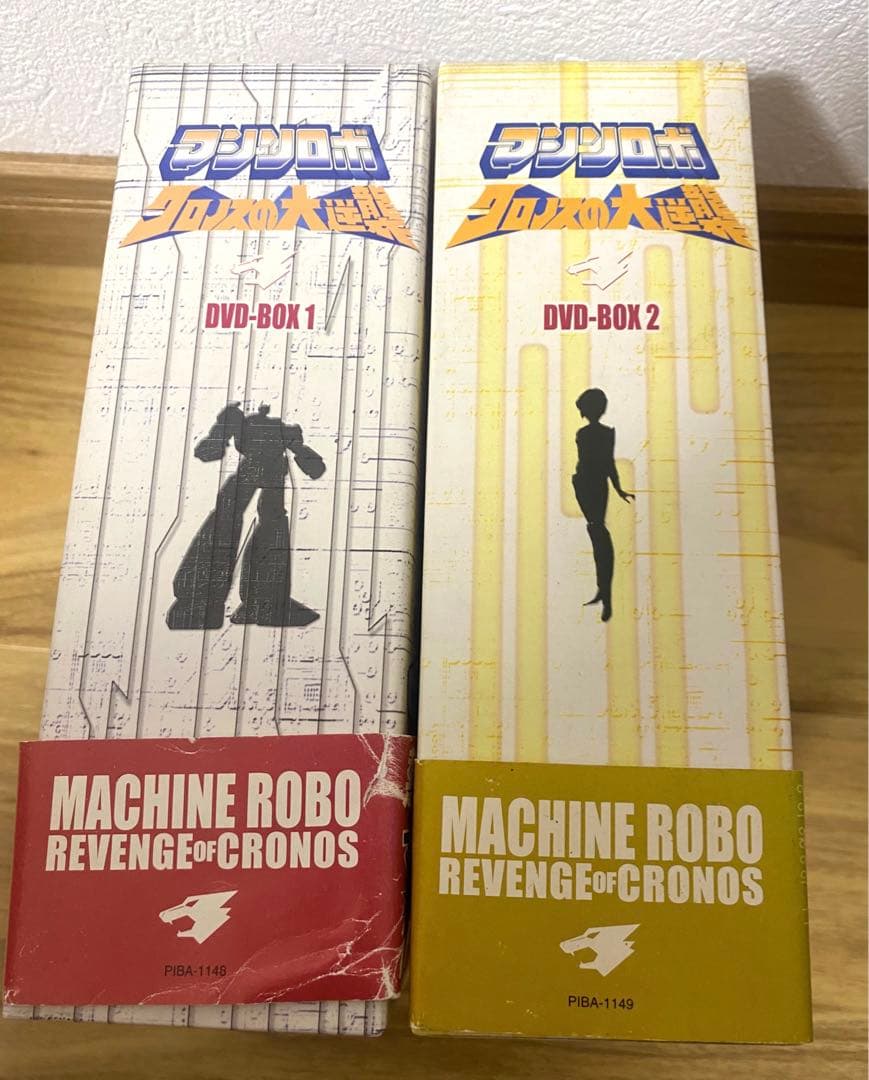 マシンロボ
クロノスの大逆襲
DVD-BOX 1
MACHINE ROBO
REVENGE OF CRONOS
PIBA-1148
マシンロボ
クロノスの大逆襲
DVD-BOX 2
MACHINE ROBO
REVENGE OF CRONOS
PIBA-1149